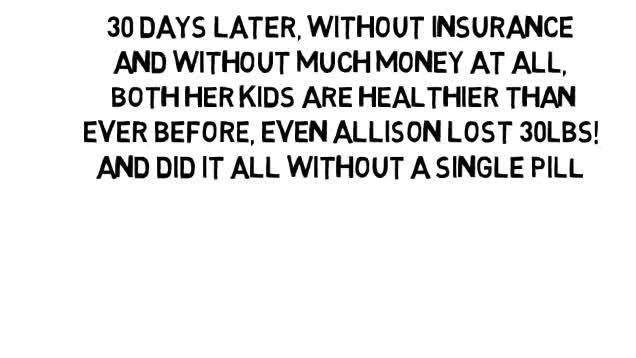 30 DAYS LATER, WITHOUT INSURANCE
AND WITHOUT MUCH MONEY AT ALL,
BOTH HER KIDS ARE HEALTHIER THAN
EVER BEFORE, EVEN ALLISON LOST 30LBS!
AND DID IT ALL WITHOUT A SINGLE PILL